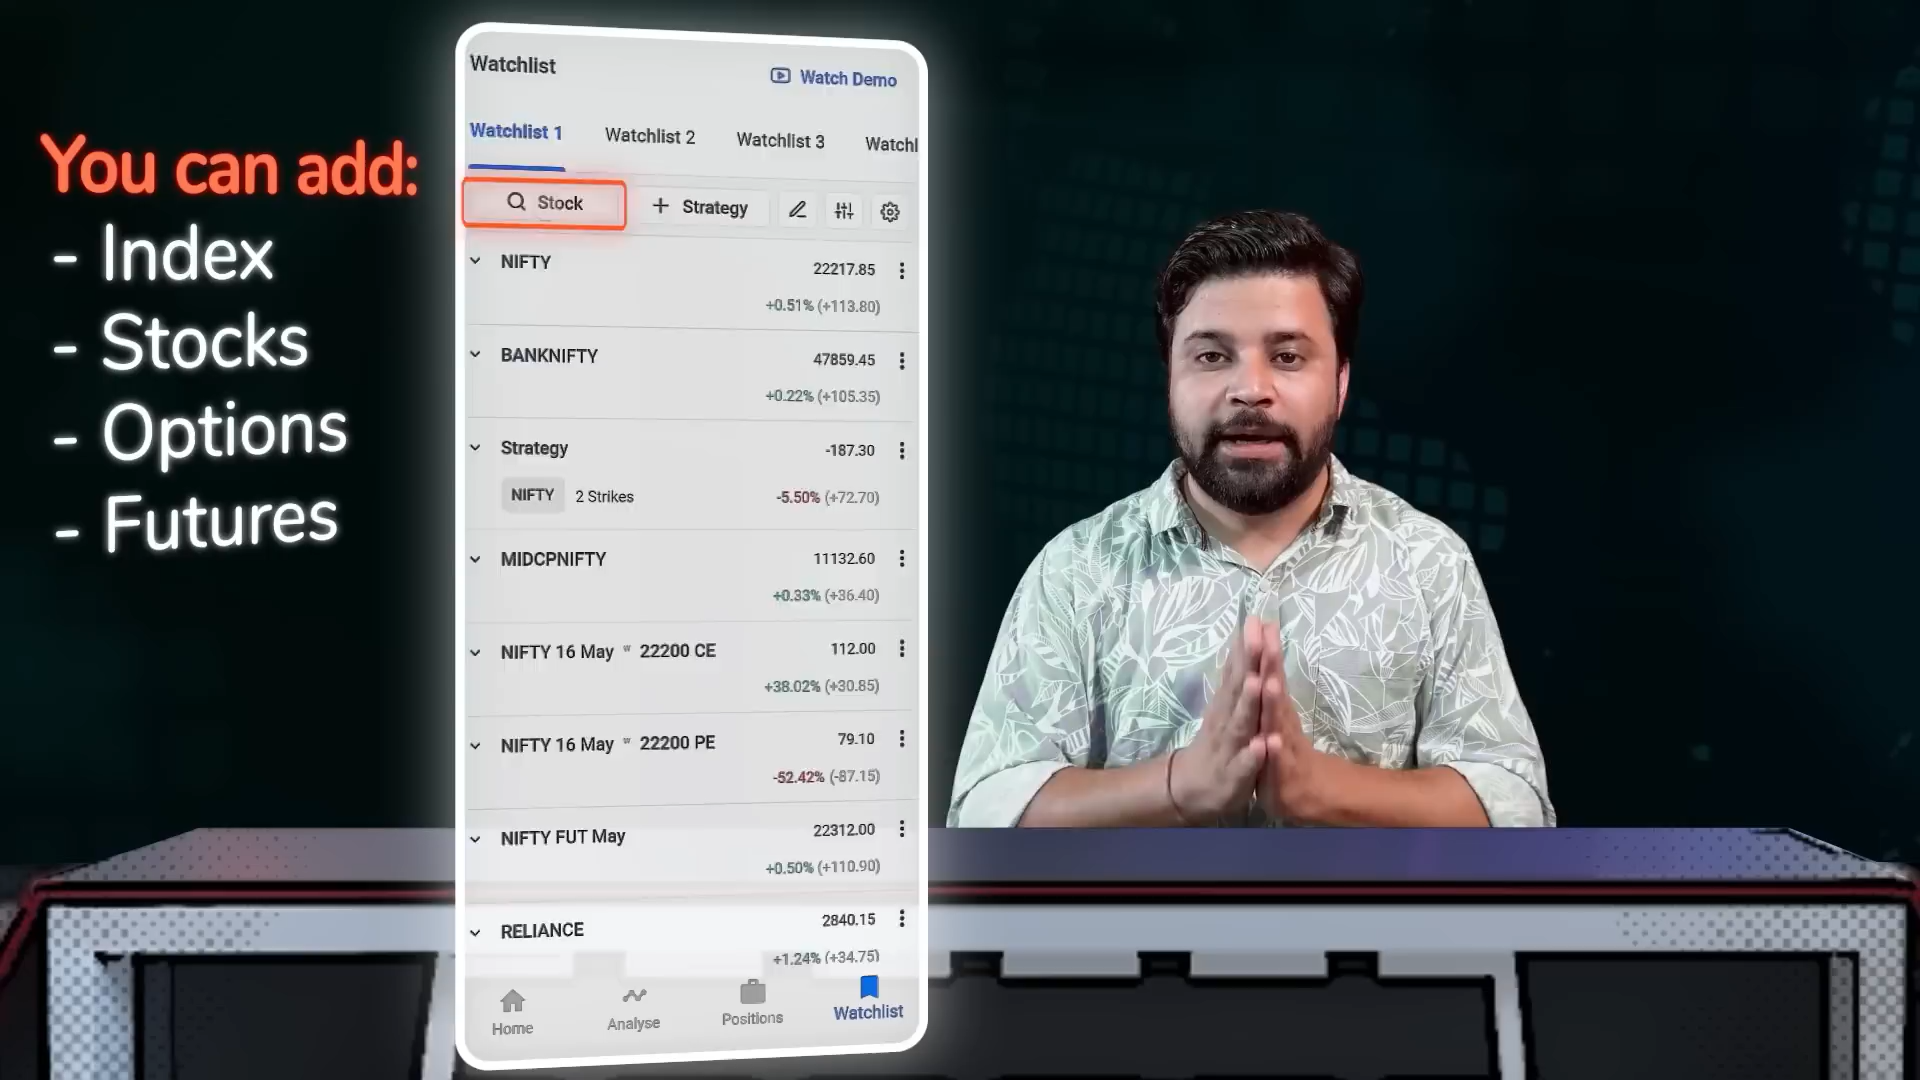 You can add:
- Index
- Stocks
- Options
- Futures
Watchlist
Watch Demo
Watchlist 1 Watchlist 2 Watchlist 3 Watchl
Stock + Strategy
NIFTY 22217.85
+0.51% (+113.80)
BANKNIFTY 47859.45
+0.22% (+105.35)
Strategy -187.30
NIFTY 2 Strikes -5.50% (+72.70)
MIDCPNIFTY 11132.60
+0.33% (+36.40)
NIFTY 16 May w 22200 CE 112.00
+38.02% (+30.85)
NIFTY 16 May w 22200 PE 79.10
-52.42% (-87.15)
NIFTY FUT May 22312.00
+0.50% (+110.90)
RELIANCE 2840.15
+1.24% (+34.75)
Home Analyse Positions Watchlist